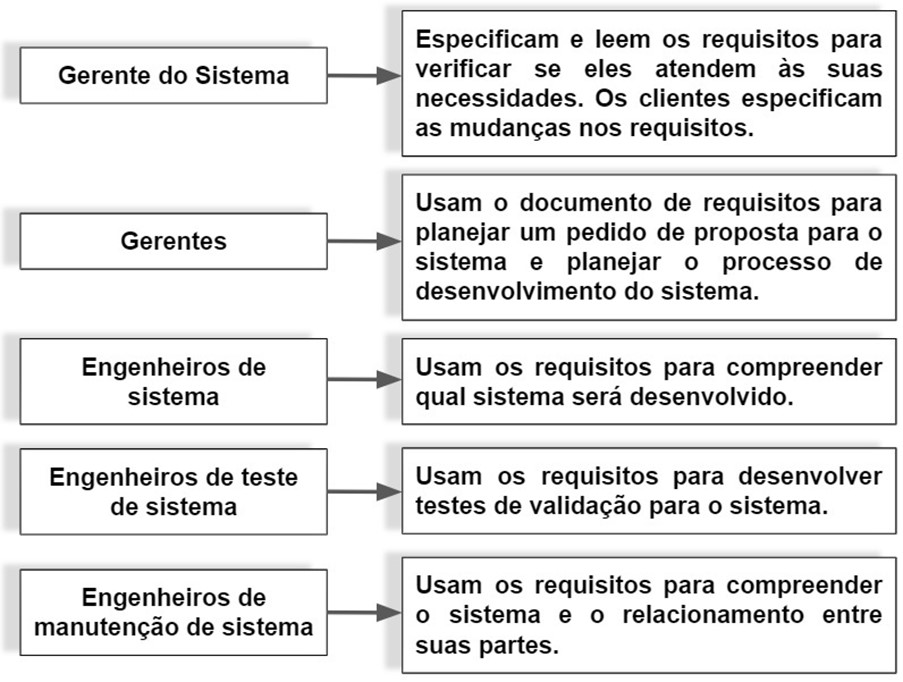 Gerente do Sistema
Especificam e leem os requisitos para
verificar se eles atendem às suas
necessidades. Os clientes especificam
as mudanças nos requisitos.
Gerentes
Usam o documento de requisitos para
planejar um pedido de proposta para o
sistema e planejar o processo de
desenvolvimento do sistema.
Engenheiros de
sistema
Usam os requisitos para compreender
qual sistema será desenvolvido.
Engenheiros de teste
de sistema
Usam os requisitos para desenvolver
testes de validação para o sistema.
Engenheiros de
manutenção de sistema
Usam os requisitos para compreender
o sistema e o relacionamento entre
suas partes.